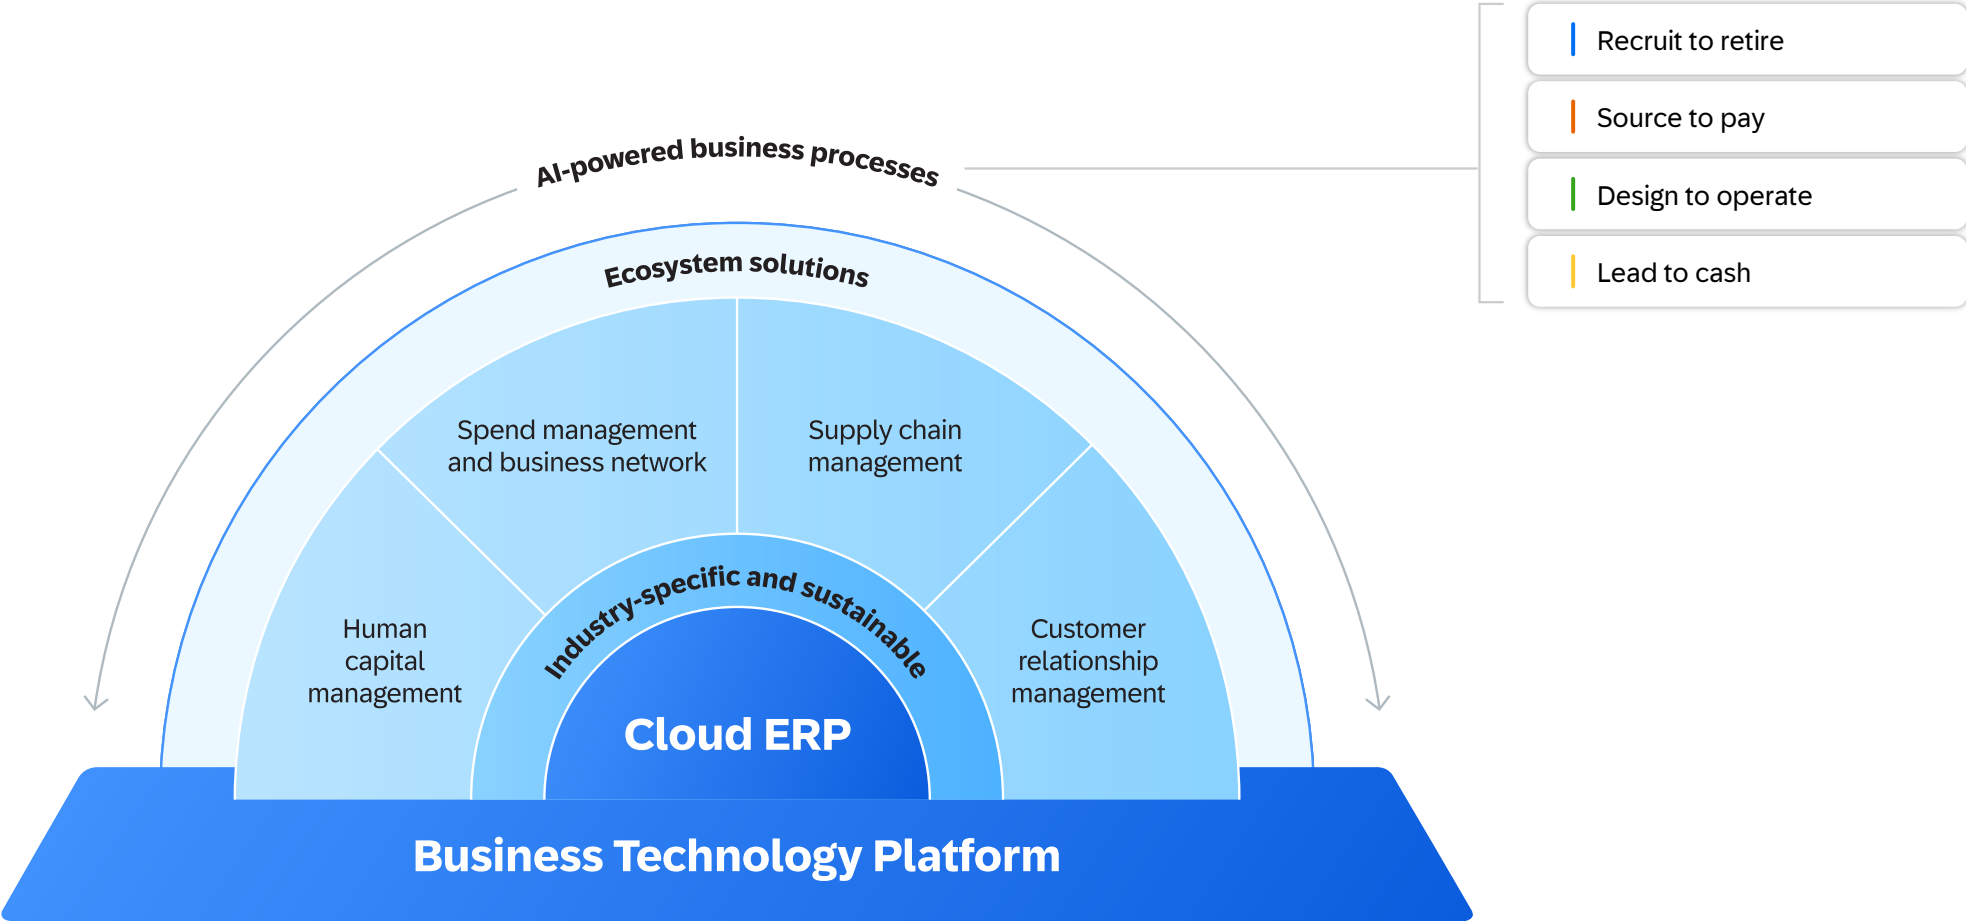 Recruit to retire
Source to pay
Design to operate
Lead to cash
AI-powered business processes
Ecosystem solutions
Spend management
and business network
Supply chain
management
Human
capital
management
Industry-specific and sustainable
Customer
relationship
management
Cloud ERP
Business Technology Platform